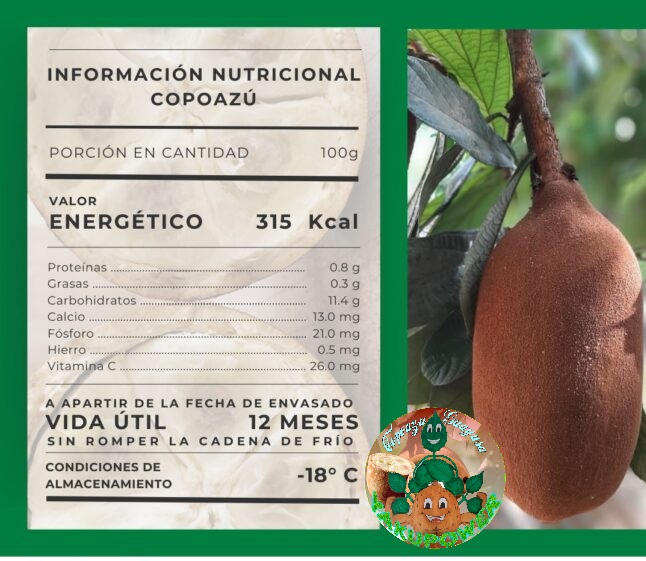 INFORMACIÓN NUTRICIONAL
COPOAZÚ
PORCIÓN EN CANTIDAD 100g
VALOR
ENERGÉTICO 315 Kcal
Proteínas 0.8 g
Grasas 0.3 g
Carbohidratos 11.4 g
Calcio 13.0 mg
Fósforo 21.0 mg
Hierro 0.5 mg
Vitamina C 26.0 mg
A APARTIR DE LA FECHA DE ENVASADO
VIDA ÚTIL 12 MESES
SIN ROMPER LA CADENA DE FRÍO
CONDICIONES DE
ALMACENAMIENTO -18° C